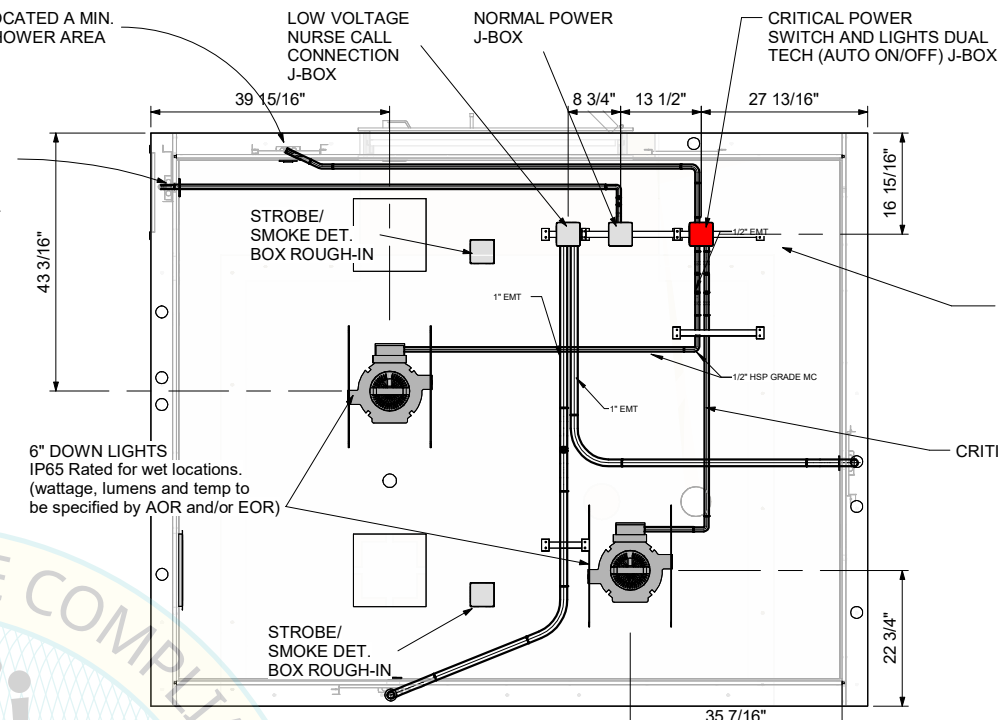 OCATED A MIN.
HOWER AREA
LOW VOLTAGE
NURSE CALL
CONNECTION
J-BOX
NORMAL POWER
J-BOX
CRITICAL POWER
SWITCH AND LIGHTS DUAL
TECH (AUTO ON/OFF) J-BOX
39 15/16"
8 3/4"
13 1/2"
27 13/16"
16 15/16"
43 3/16"
STROBE/
SMOKE DET.
BOX ROUGH-IN
1/2" EMT
1" EMT
1/2" HSP GRADE MC
1" EMT
CRITI
6" DOWN LIGHTS
IP65 Rated for wet locations.
(wattage, lumens and temp to
be specified by AOR and/or EOR)
E COMPLIA
STROBE/
SMOKE DET.
BOX ROUGH-IN
22 3/4"
35 7/16"